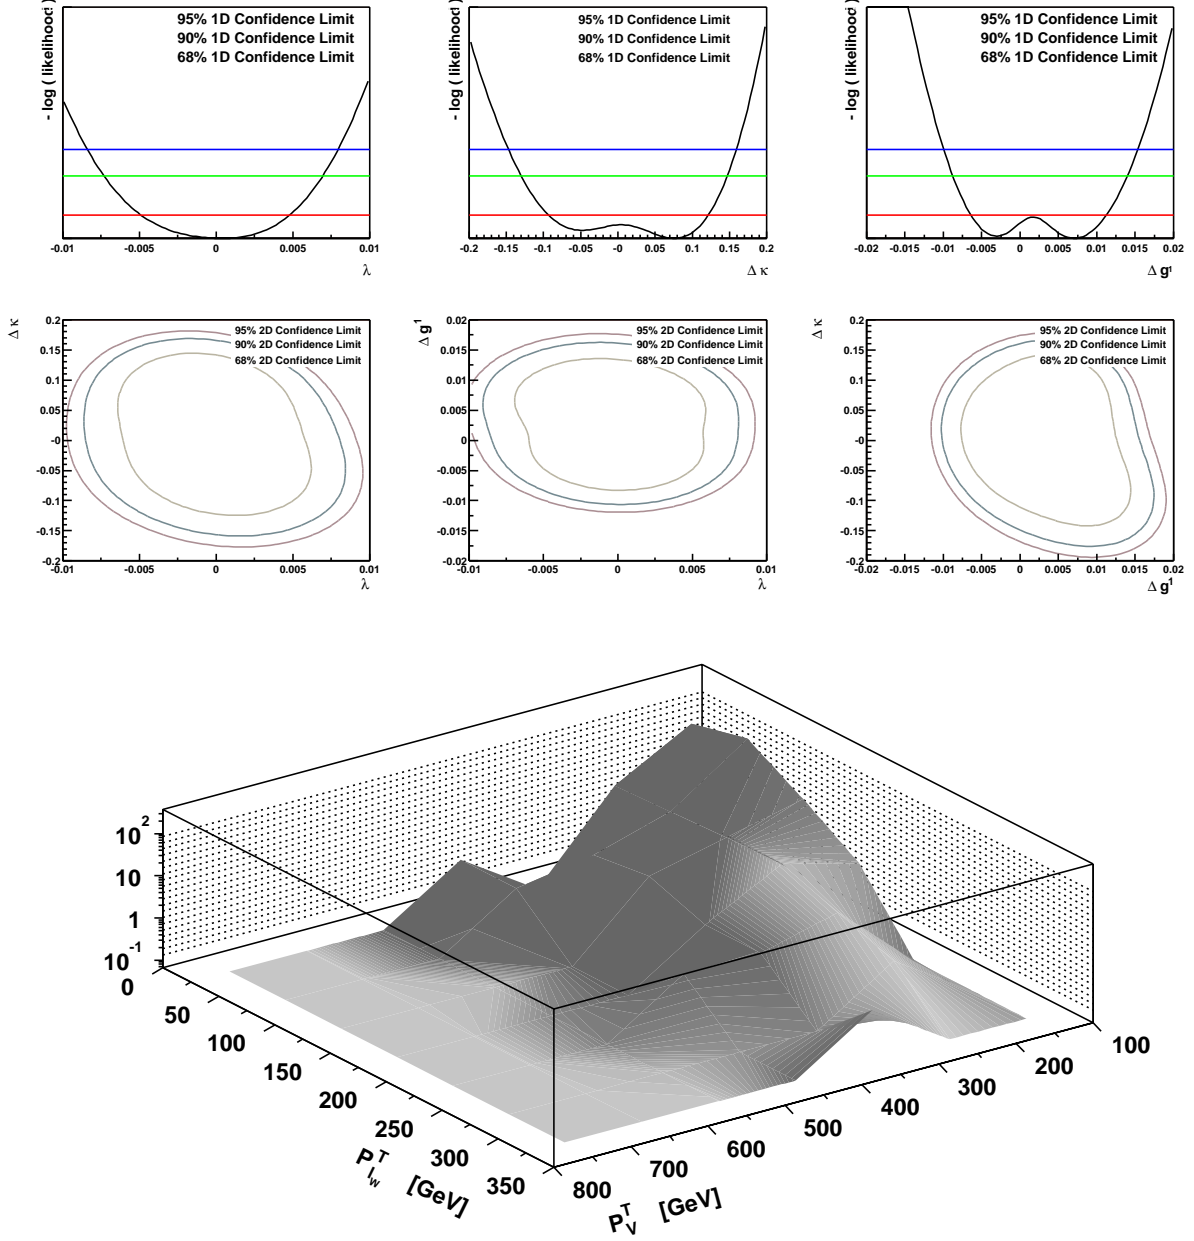 - log ( likelihood )
95% 1D Confidence Limit
90% 1D Confidence Limit
68% 1D Confidence Limit
-0.01 -0.005 0 0.005 0.01
λ
- log ( likelihood )
95% 1D Confidence Limit
90% 1D Confidence Limit
68% 1D Confidence Limit
-0.2 -0.15 -0.1 -0.05 -0 0.05 0.1 0.15 0.2
Δ κ
- log ( likelihood )
95% 1D Confidence Limit
90% 1D Confidence Limit
68% 1D Confidence Limit
-0.02 -0.015 -0.01 -0.005 0 0.005 0.01 0.015 0.02
Δ g¹
Δ κ
95% 2D Confidence Limit
90% 2D Confidence Limit
68% 2D Confidence Limit
0.2
0.15
0.1
0.05
-0
-0.05
-0.1
-0.15
-0.2
-0.01 -0.005 0 0.005 0.01
λ
Δ g¹
95% 2D Confidence Limit
90% 2D Confidence Limit
68% 2D Confidence Limit
0.02
0.015
0.01
0.005
0
-0.005
-0.01
-0.015
-0.02
-0.01 -0.005 0 0.005 0.01
λ
Δ κ
95% 2D Confidence Limit
90% 2D Confidence Limit
68% 2D Confidence Limit
0.2
0.15
0.1
0.05
-0
-0.05
-0.1
-0.15
-0.2
-0.02 -0.015 -0.01 -0.005 0 0.005 0.01 0.015 0.02
Δ g¹
10²
10
1
10⁻¹
0
50
100
150
200
250
300
350
P_{l_W}^T [GeV]
800
700
600
500
400
300
200
100
P_V^T [GeV]